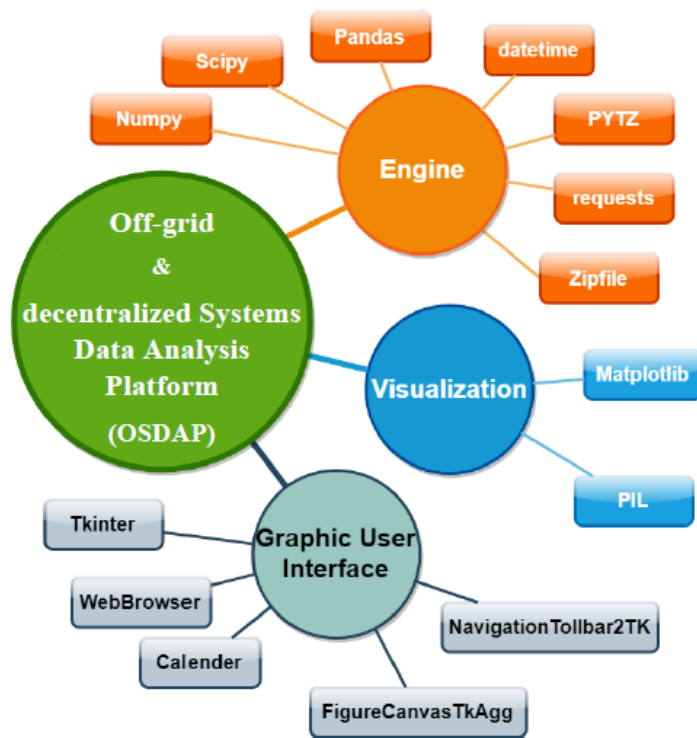 Pandas
datetime
Scipy
Numpy
PYTZ
Engine
requests
Zipfile
Off-grid
&
decentralized Systems
Data Analysis
Platform
(OSDAP)
Visualization
Matplotlib
PIL
Graphic User
Interface
Tkinter
WebBrowser
Calender
NavigationTollbar2TK
FigureCanvasTkAgg